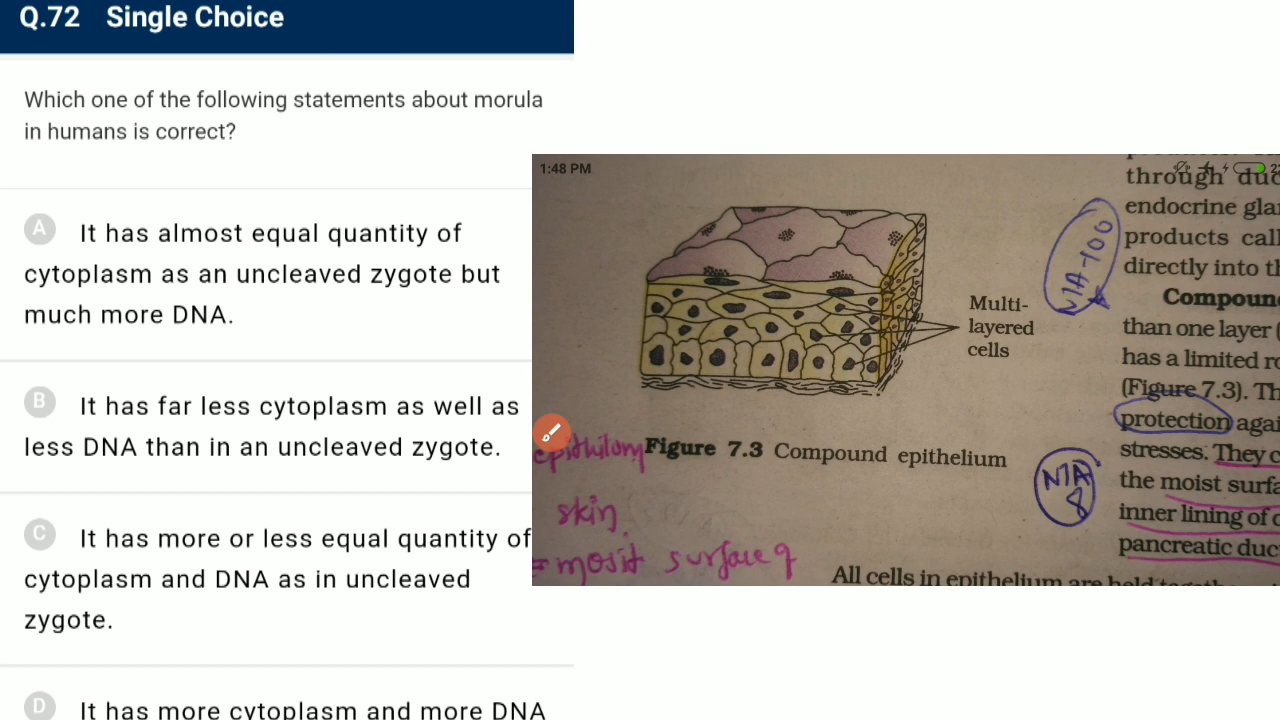 Q.72 Single Choice
Which one of the following statements about morula
in humans is correct?
A It has almost equal quantity of
cytoplasm as an uncleaved zygote but
much more DNA.
B It has far less cytoplasm as well as
less DNA than in an uncleaved zygote.
C It has more or less equal quantity of
cytoplasm and DNA as in uncleaved
zygote.
D It has more cytoplasm and more DNA
1:48 PM
Multi-
layered
cells
Figure 7.3 Compound epithelium
skin
surface
through duc
endocrine gla
products call
directly into th
Compoun
than one layer (
has a limited ro
(Figure 7.3). Th
protection agai
stresses. They c
the moist surfa
inner lining of
pancreatic duc
All cells in epithelium are held